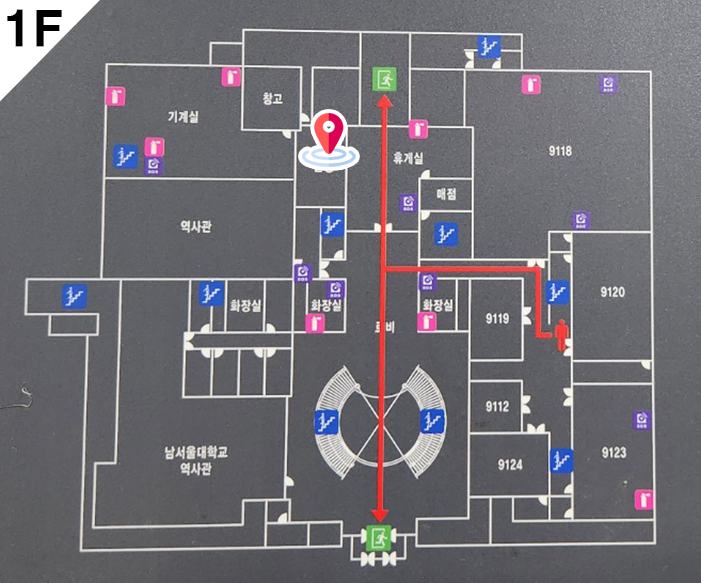 1F
창고
기계실
휴게실
9118
매점
역사관
9120
화장실
화장실
화장실
9119
로비
9112
남서울대학교
역사관
9124
9123